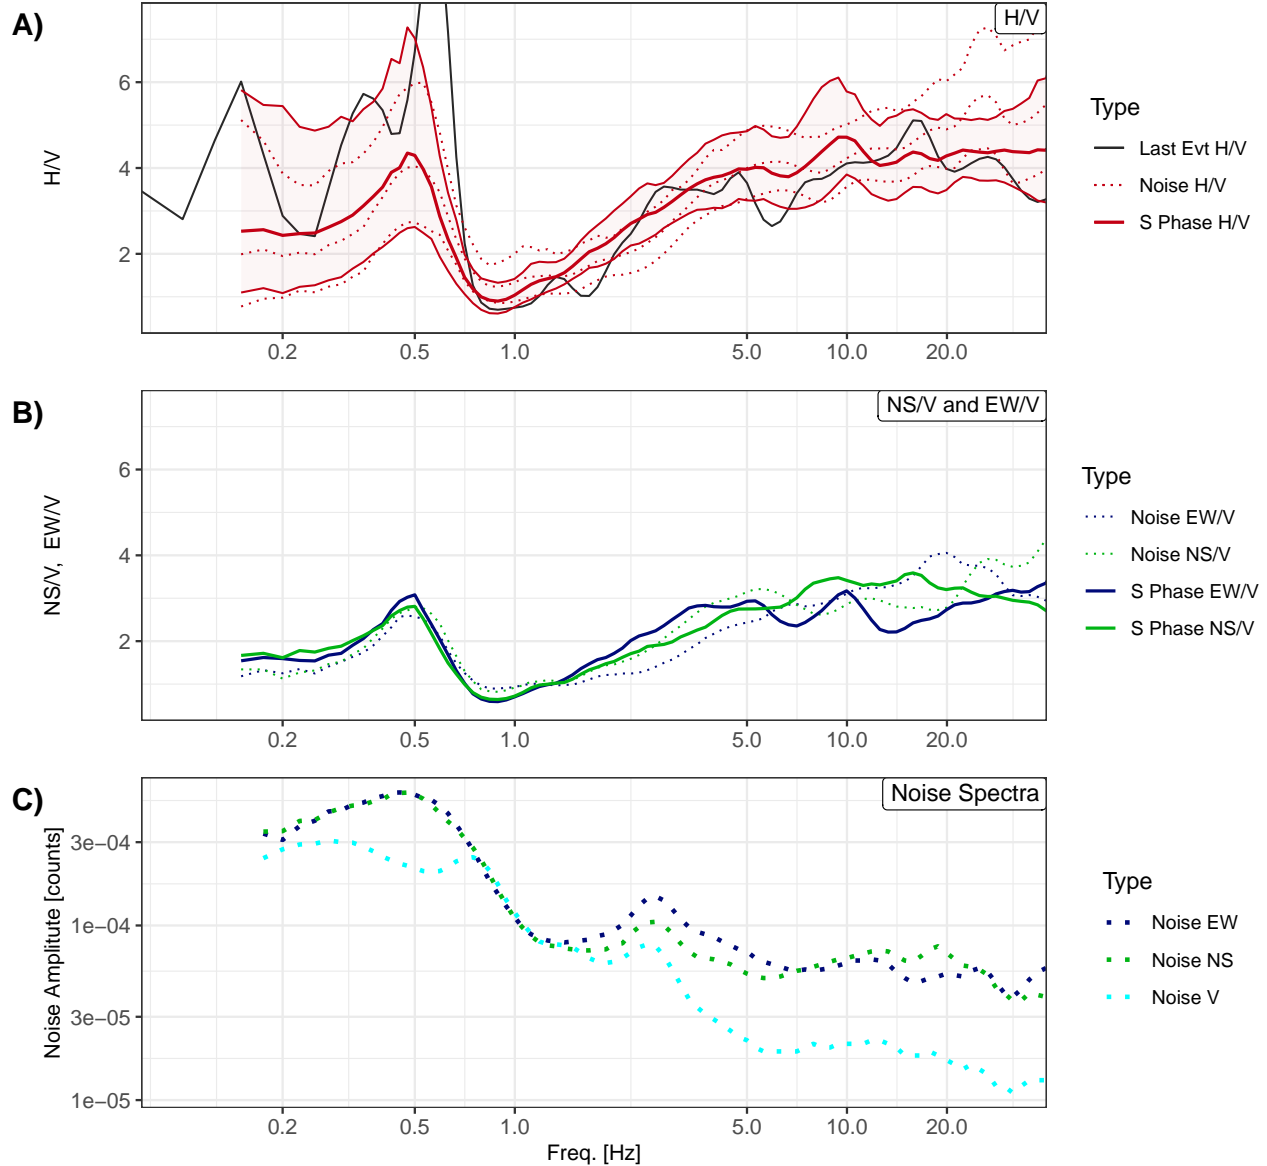 A)
H/V
H/V
6
4
2
0.2 0.5 1.0 5.0 10.0 20.0
Type
Last Evt H/V
Noise H/V
S Phase H/V
B)
NS/V and EW/V
NS/V, EW/V
6
4
2
0.2 0.5 1.0 5.0 10.0 20.0
Type
Noise EW/V
Noise NS/V
S Phase EW/V
S Phase NS/V
C)
Noise Spectra
Noise Amplitute [counts]
3e−04
1e−04
3e−05
1e−05
0.2 0.5 1.0 5.0 10.0 20.0
Freq. [Hz]
Type
Noise EW
Noise NS
Noise V